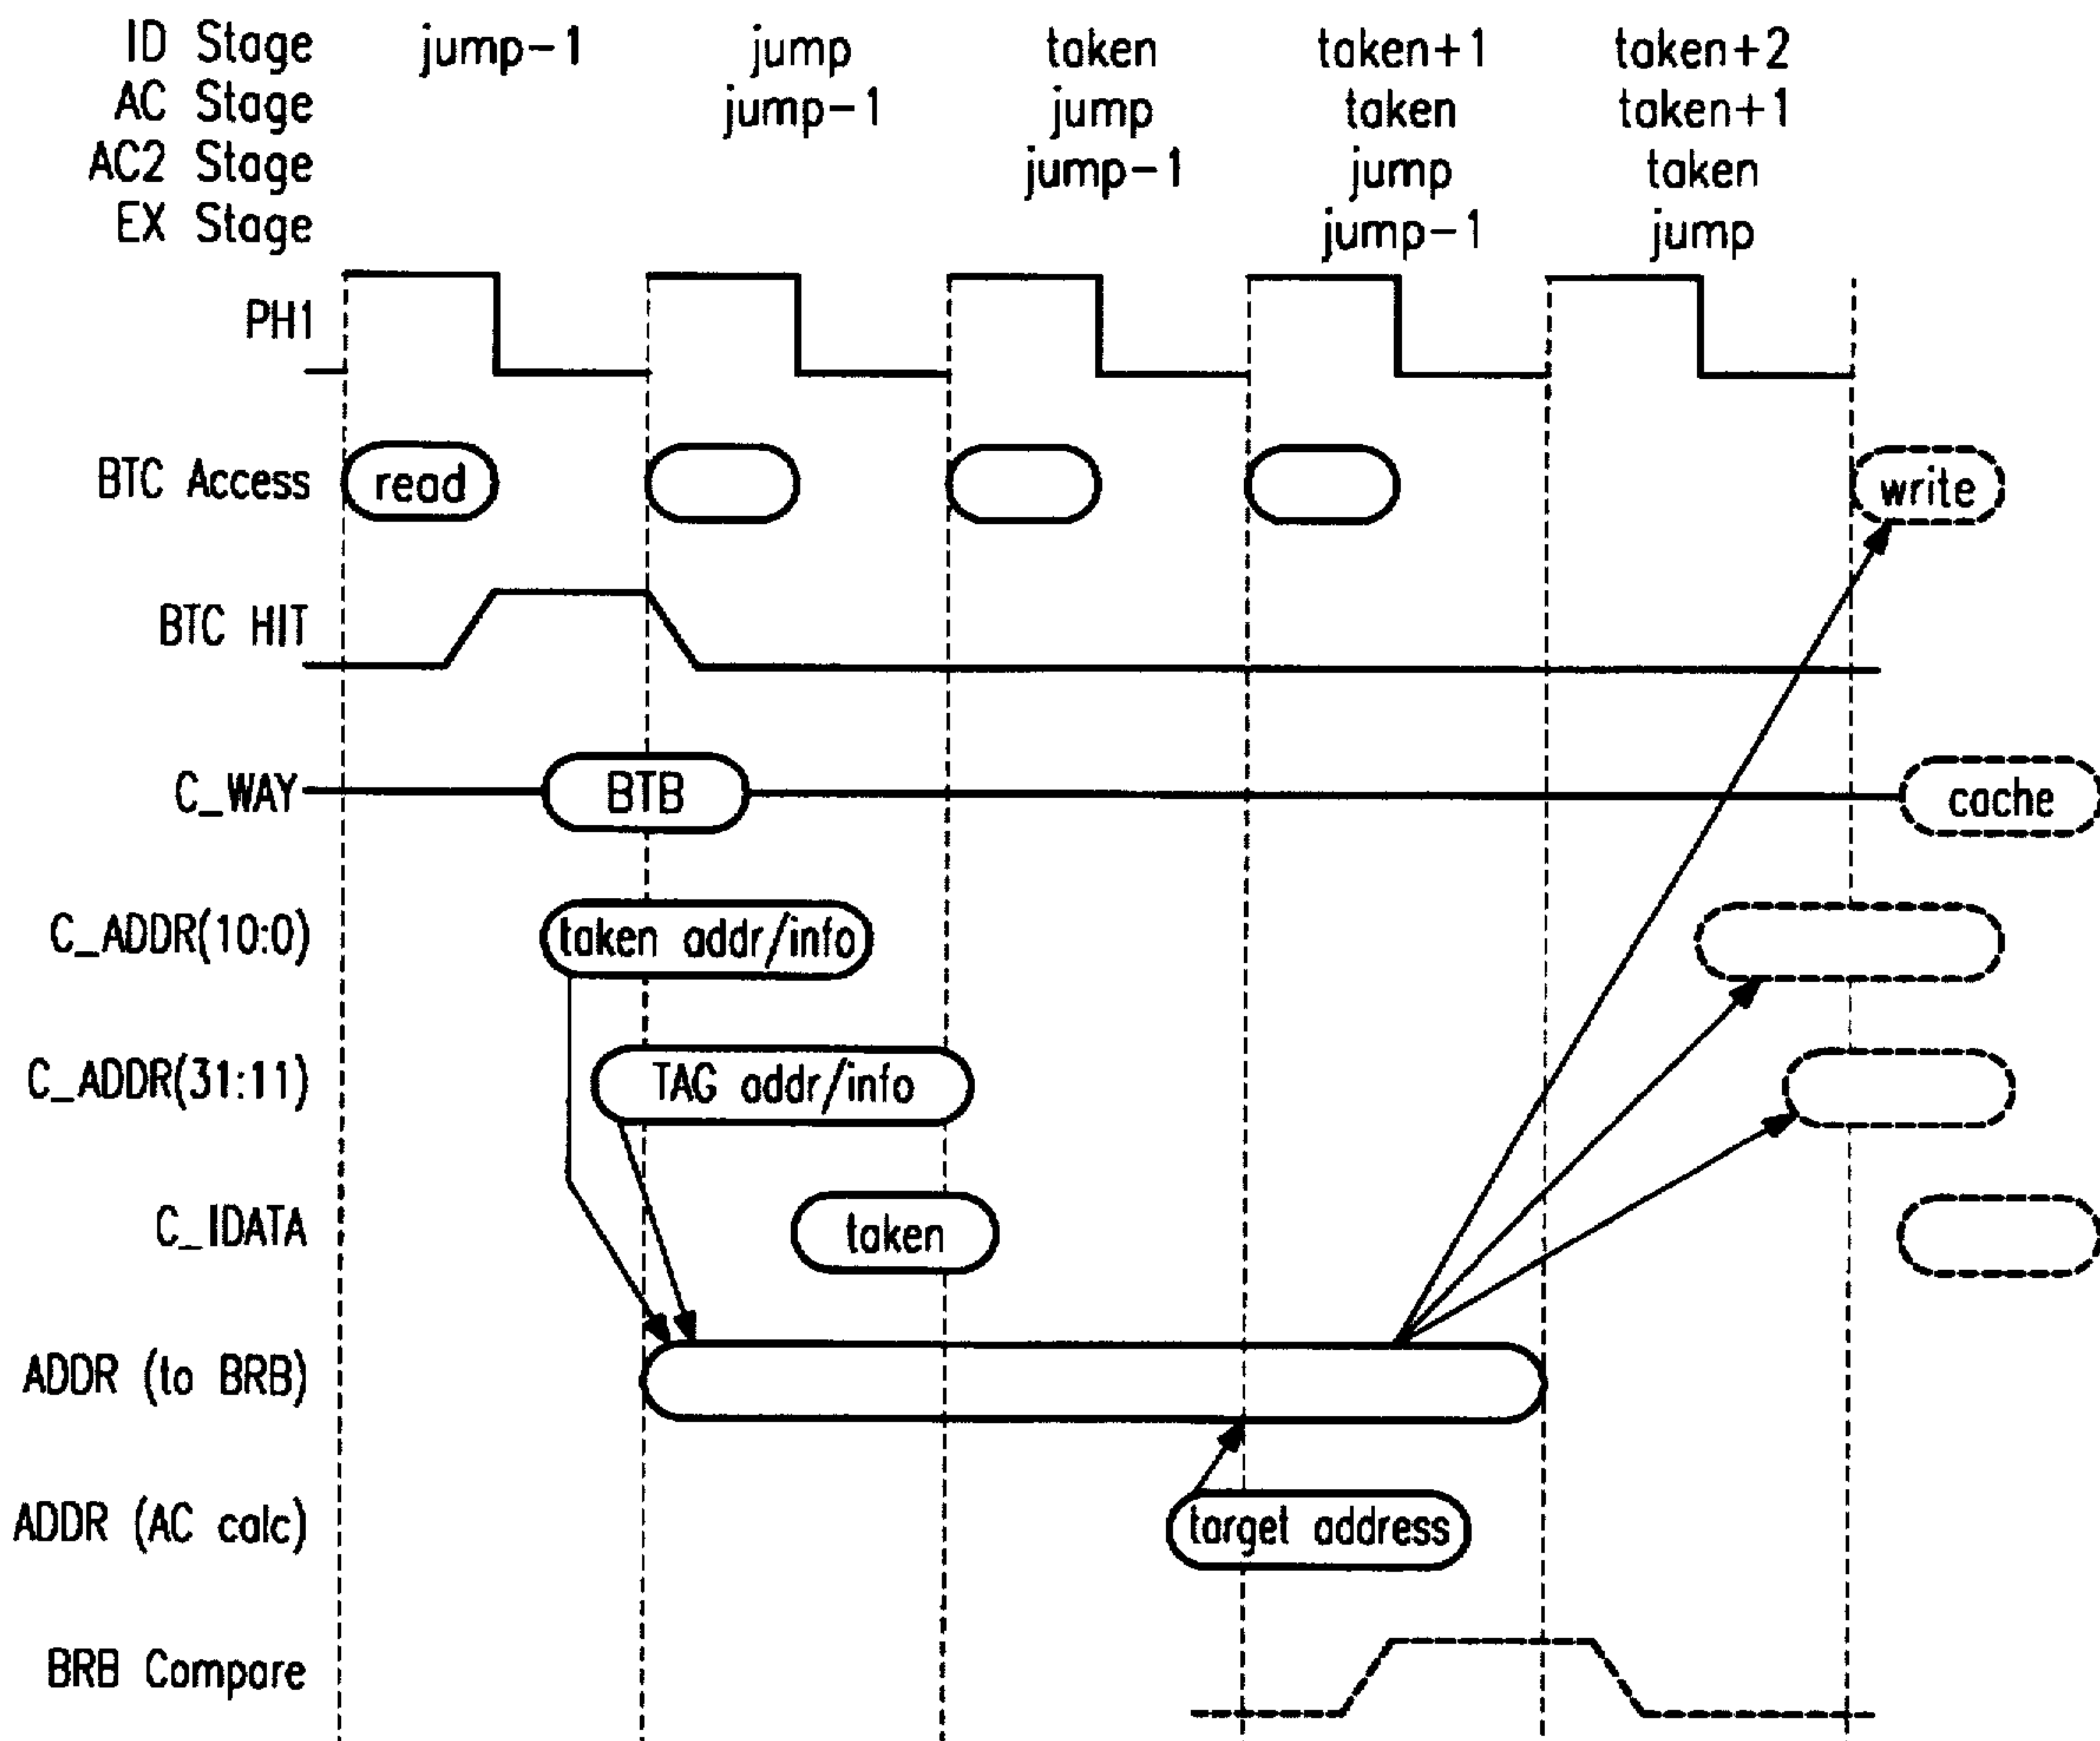 ID Stage jump-1 jump taken taken+1 taken+2
AC Stage jump-1 jump taken taken+1
AC2 Stage jump-1 jump taken
EX Stage jump-1 jump
PH1
BTC Access read write
BTC HIT
C_WAY BTB cache
C_ADDR(10:0) taken addr/info
C_ADDR(31:11) TAG addr/info
C_IDATA taken
ADDR (to BRB)
ADDR (AC calc) target address
BRB Compare